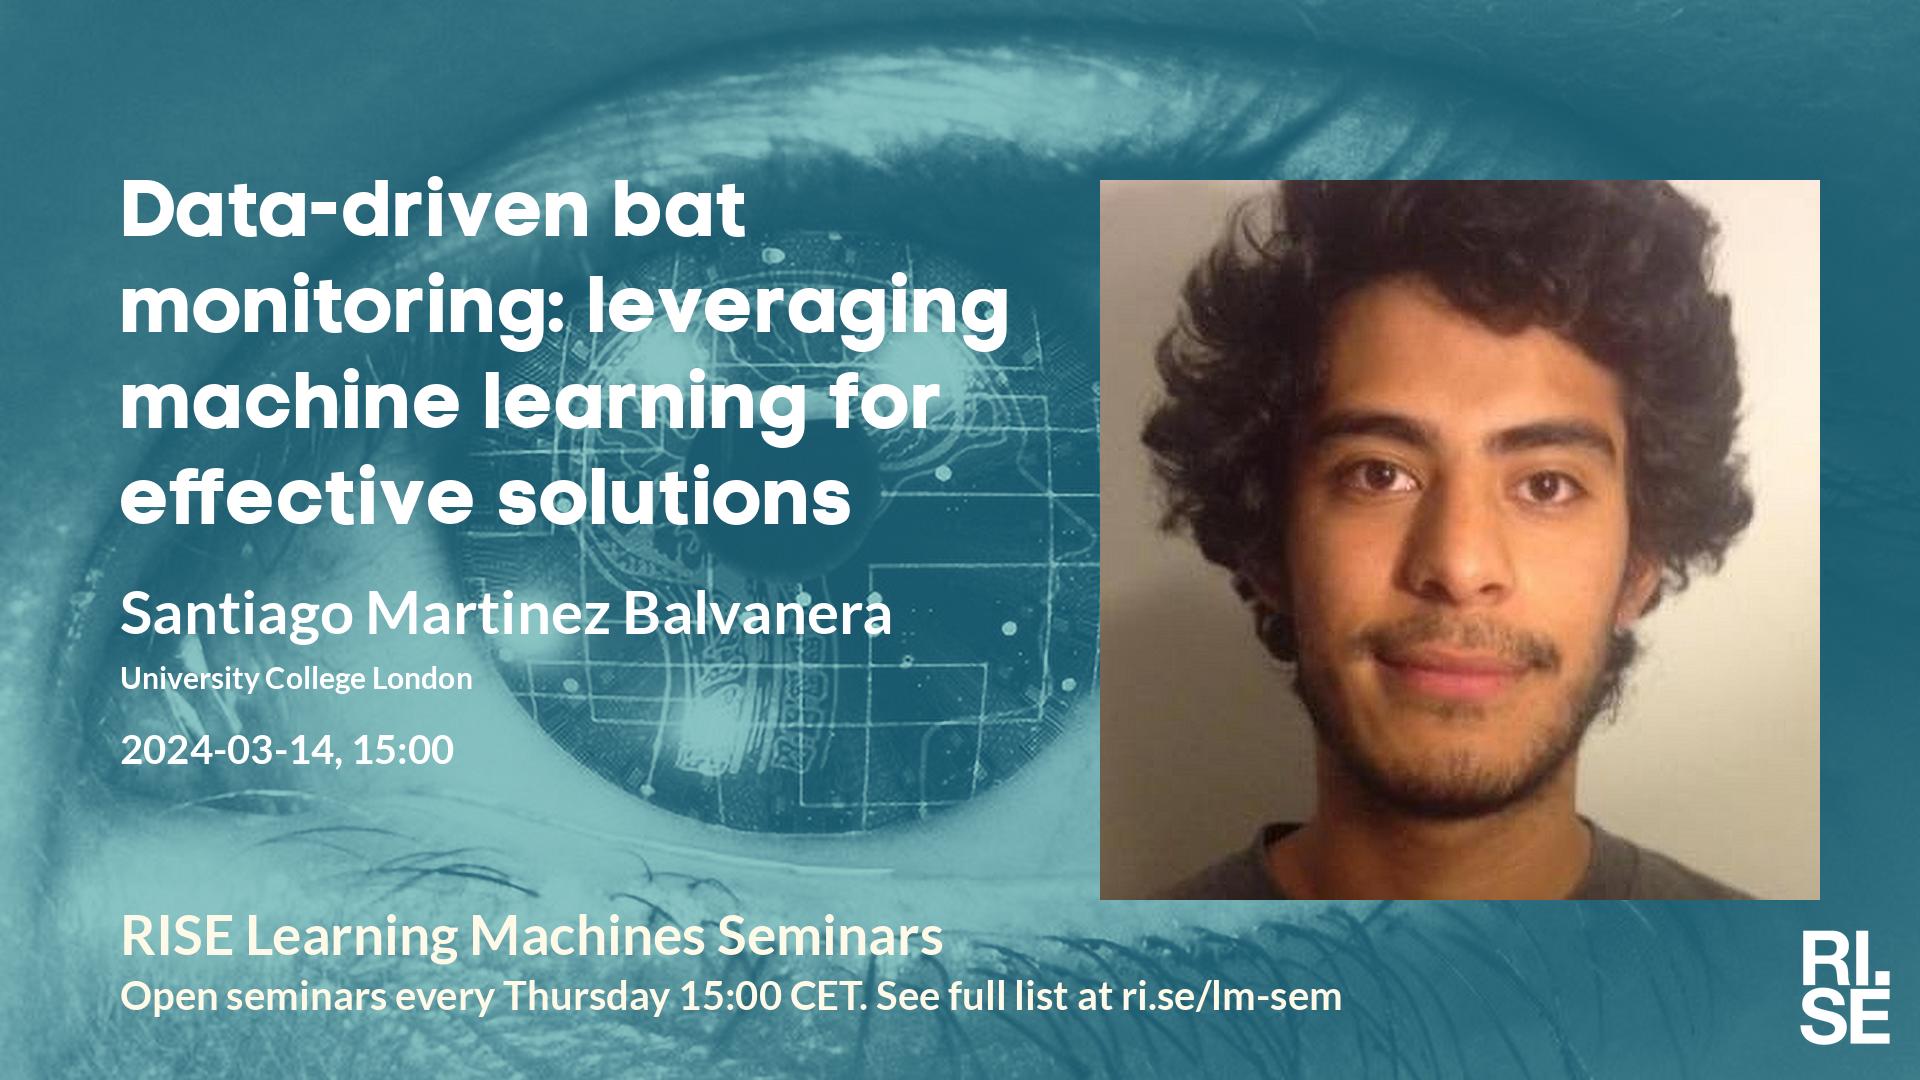 Data-driven bat
monitoring: leveraging
machine learning for
effective solutions
Santiago Martinez Balvanera
University College London
2024-03-14, 15:00
RISE Learning Machines Seminars
Open seminars every Thursday 15:00 CET. See full list at ri.se/lm-sem
RI.
SE